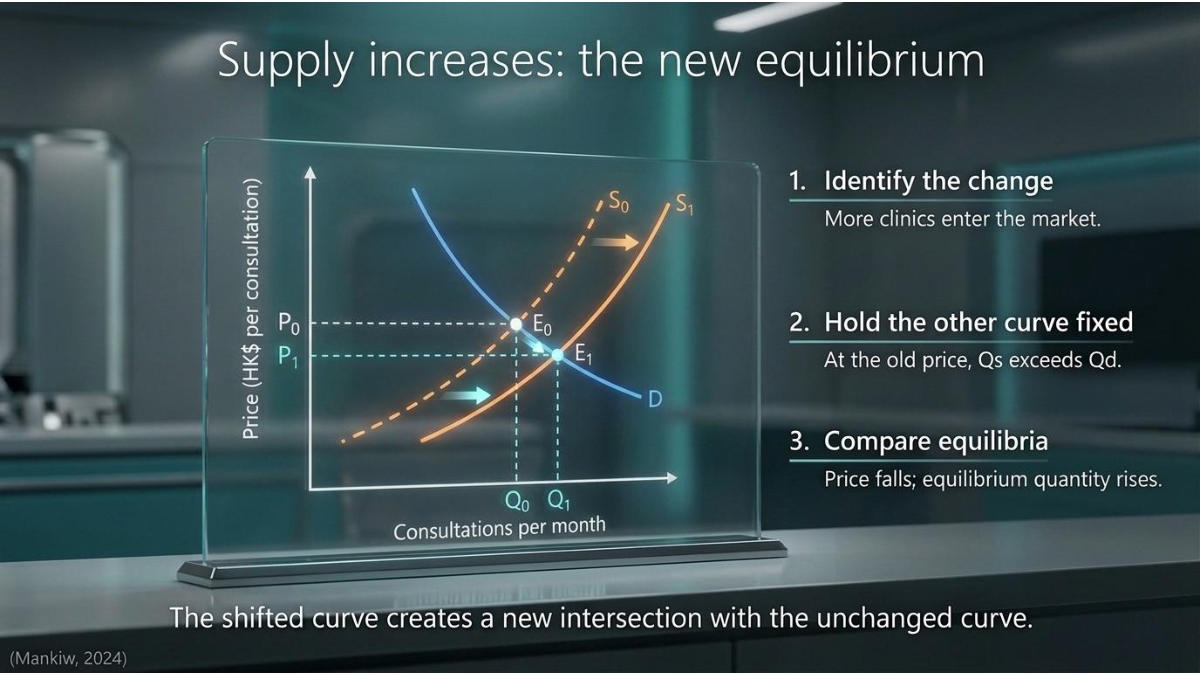 Supply increases: the new equilibrium
Price (HK$ per consultation)
S₀
S₁
P₀
P₁
E₀
E₁
D
Q₀
Q₁
Consultations per month
1. Identify the change
More clinics enter the market.
2. Hold the other curve fixed
At the old price, Qs exceeds Qd.
3. Compare equilibria
Price falls; equilibrium quantity rises.
The shifted curve creates a new intersection with the unchanged curve.
(Mankiw, 2024)